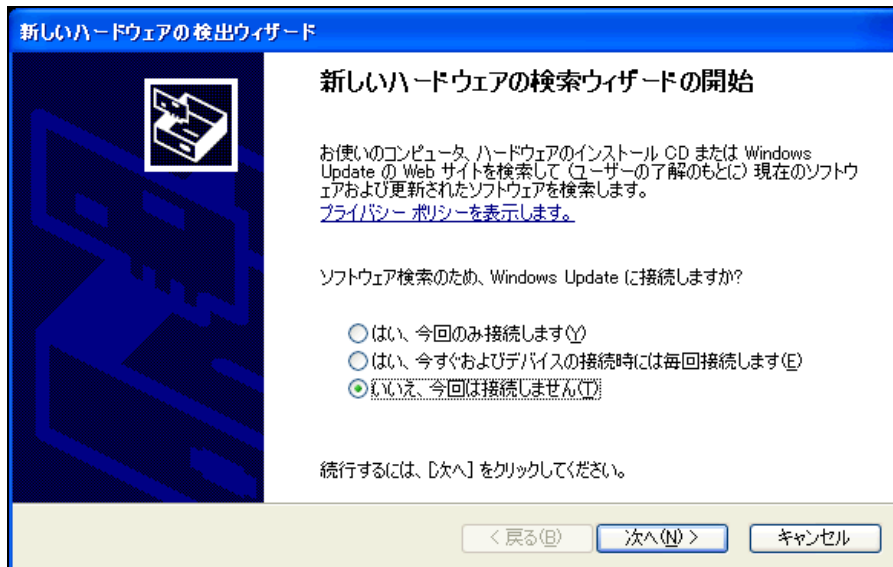 新しいハードウェアの検出ウィザード
新しいハードウェアの検索ウィザードの開始
お使いのコンピュータ、ハードウェアのインストール CD または Windows
Update の Web サイトを検索して (ユーザーの了解のもとに) 現在のソフトウ
ェアおよび更新されたソフトウェアを検索します。
プライバシー ポリシーを表示します。
ソフトウェア検索のため、Windows Update に接続しますか?
はい、今回のみ接続します(Y)
はい、今すぐおよびデバイスの接続時には毎回接続します(E)
いいえ、今回は接続しません(T)
続行するには、[次へ] をクリックしてください。
< 戻る(B) 次へ(N) > キャンセル